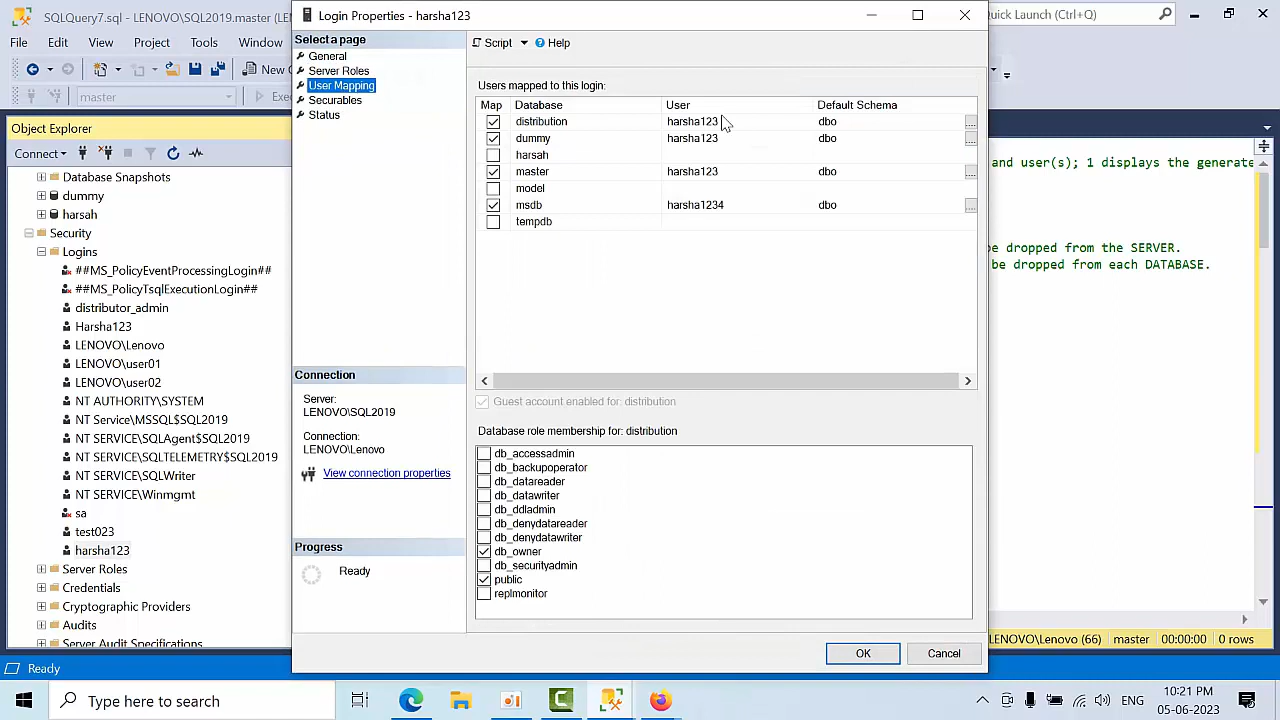 SQLQuery7.sql - LENOVO\SQL2019.master
Quick Launch (Ctrl+Q)
File Edit View Project Tools Window
New
master
Execute
Object Explorer
Connect
Database Snapshots
dummy
harsah
Security
Logins
##MS_PolicyEventProcessingLogin##
##MS_PolicyTsqlExecutionLogin##
distributor_admin
Harsha123
LENOVO\Lenovo
LENOVO\user01
LENOVO\user02
NT AUTHORITY\SYSTEM
NT Service\MSSQL$SQL2019
NT SERVICE\SQLAgent$SQL2019
NT SERVICE\SQLTELEMETRY$SQL2019
NT SERVICE\SQLWriter
NT SERVICE\Winmgmt
sa
test023
harsha123
Server Roles
Credentials
Cryptographic Providers
Audits
Server Audit Specifications
Login Properties - harsha123
Select a page
General
Server Roles
User Mapping
Securables
Status
Connection
Server:
LENOVO\SQL2019
Connection:
LENOVO\Lenovo
View connection properties
Progress
Ready
Script Help
Users mapped to this login:
Map Database User Default Schema
distribution harsha123 dbo ...
dummy harsha123 dbo ...
harsah
master harsha123 dbo ...
model
msdb harsha1234 dbo ...
tempdb
Guest account enabled for: distribution
Database role membership for: distribution
db_accessadmin
db_backupoperator
db_datareader
db_datawriter
db_ddladmin
db_denydatareader
db_denydatawriter
db_owner
db_securityadmin
public
replmonitor
OK Cancel
and user(s); 1 displays the generate
be dropped from the SERVER.
be dropped from each DATABASE.
LENOVO\Lenovo (66) master 00:00:00 0 rows
Ready
Type here to search
ENG
10:21 PM
05-06-2023